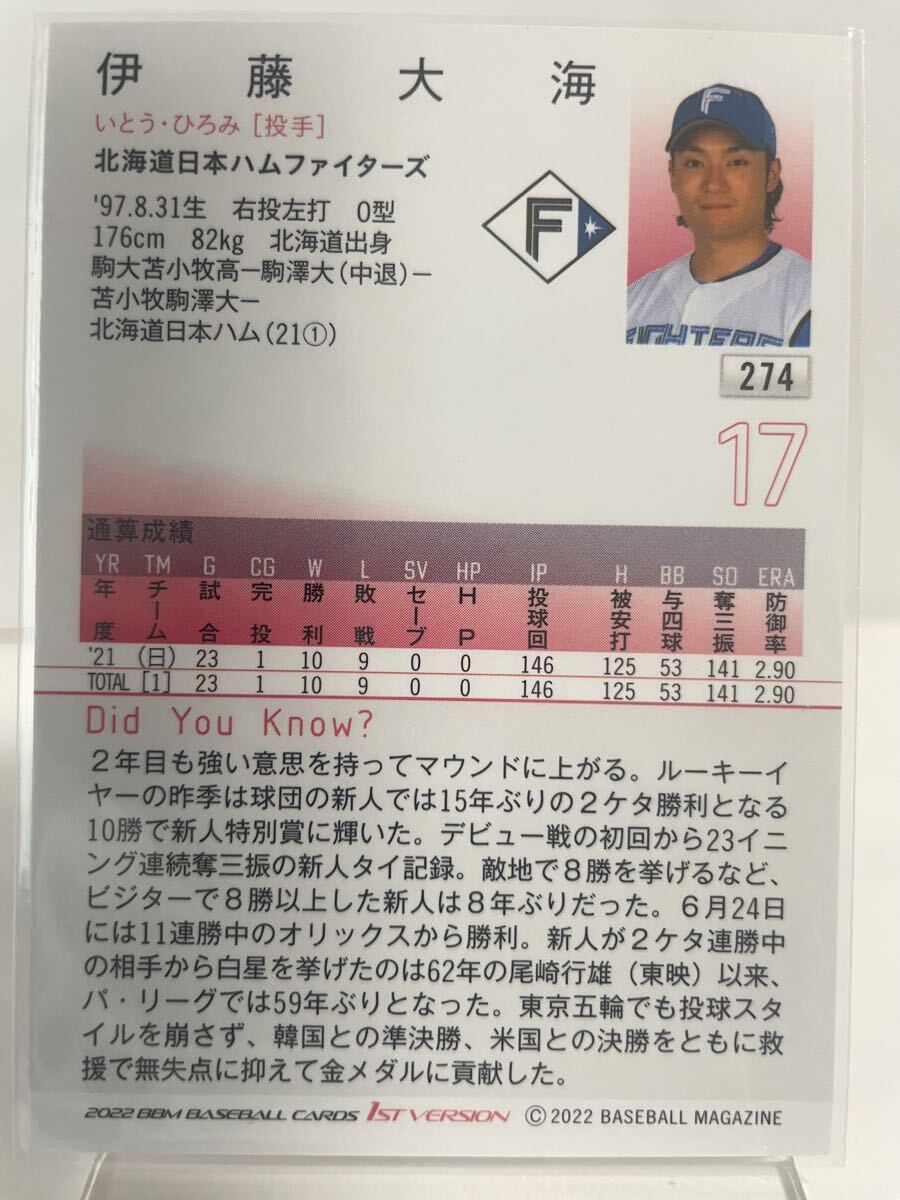 伊藤大海
いとう・ひろみ［投手］
北海道日本ハムファイターズ
'97.8.31生　右投左打　O型
176cm　82kg　北海道出身
駒大苫小牧高ー駒澤大（中退）ー
苫小牧駒澤大ー
北海道日本ハム（21①）
F
F
FIGHTERS
274
17
通算成績
YR TM G CG W L SV HP IP H BB SO ERA
年度 チーム 試合 完投 勝利 敗戦 セーブ HP 投球回 被安打 与四球 奪三振 防御率
'21 （日） 23 1 10 9 0 0 146 125 53 141 2.90
TOTAL [1] 23 1 10 9 0 0 146 125 53 141 2.90
Did You Know?
２年目も強い意思を持ってマウンドに上がる。ルーキーイ
ヤーの昨季は球団の新人では15年ぶりの２ケタ勝利となる
10勝で新人特別賞に輝いた。デビュー戦の初回から23イニ
ング連続奪三振の新人タイ記録。敵地で８勝を挙げるなど、
ビジターで８勝以上した新人は８年ぶりだった。６月24日
には11連勝中のオリックスから勝利。新人が２ケタ連勝中
の相手から白星を挙げたのは62年の尾崎行雄（東映）以来、
パ・リーグでは59年ぶりとなった。東京五輪でも投球スタ
イルを崩さず、韓国との準決勝、米国との決勝をともに救
援で無失点に抑えて金メダルに貢献した。
2022 BBM BASEBALL CARDS 1ST VERSION ©2022 BASEBALL MAGAZINE